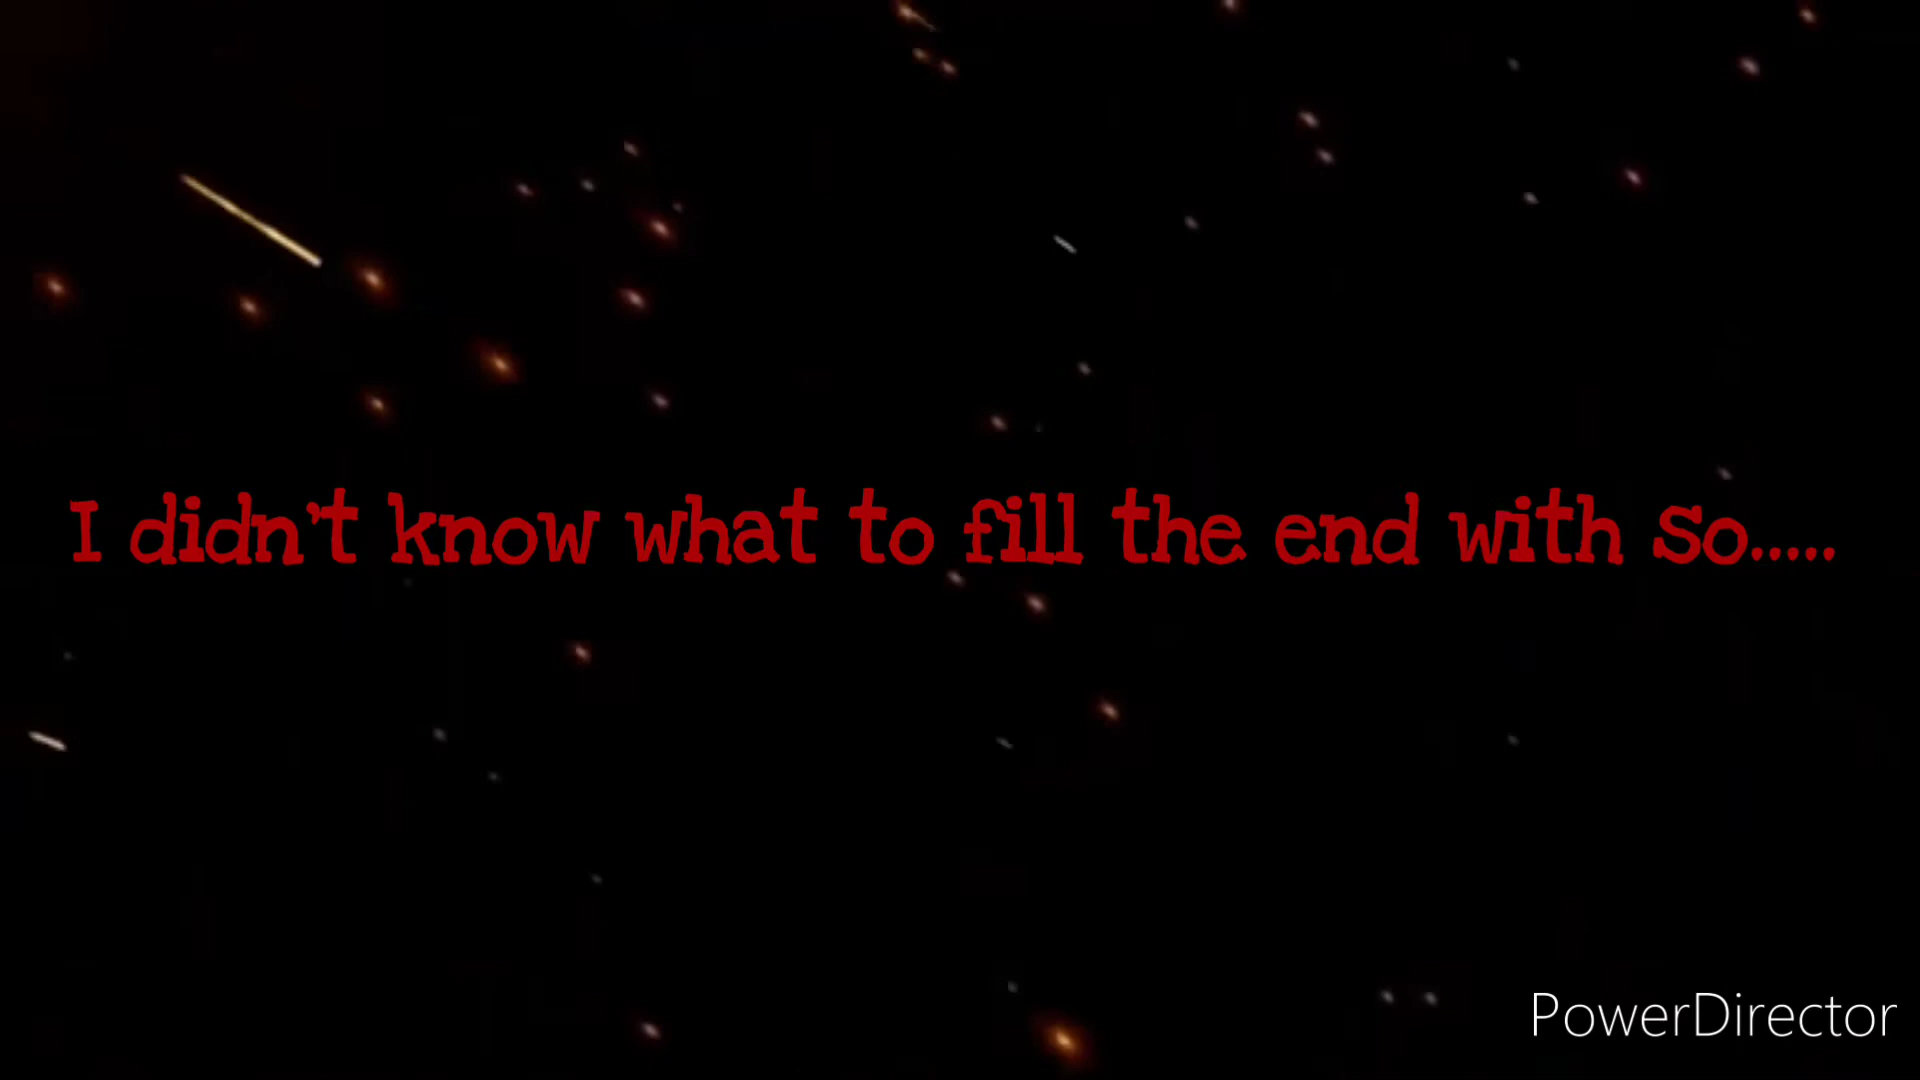 I didn't know what to fill the end with so.....
PowerDirector